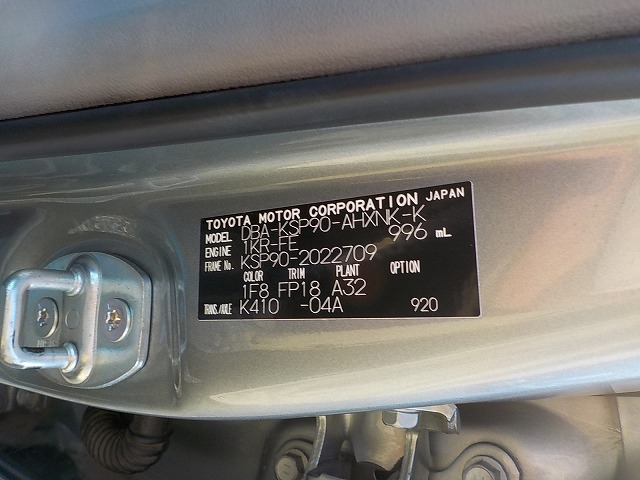 TOYOTA MOTOR CORPORATION JAPAN
MODEL DBA-KSP90-AHXNK-K
ENGINE 1KR-FE 996 mL
FRAME No. KSP90-2022709
COLOR TRIM PLANT OPTION
1F8 FP18 A32
TRANS./AXLE K410 -04A 920